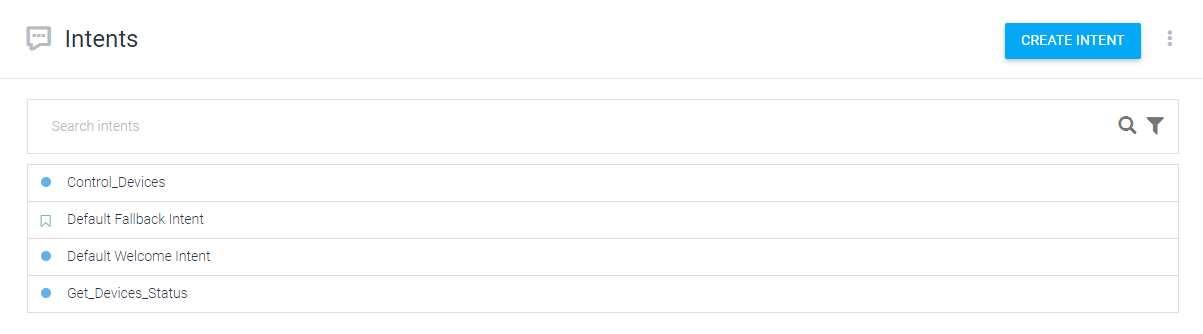 Intents
CREATE INTENT
Search intents
Control_Devices
Default Fallback Intent
Default Welcome Intent
Get_Devices_Status